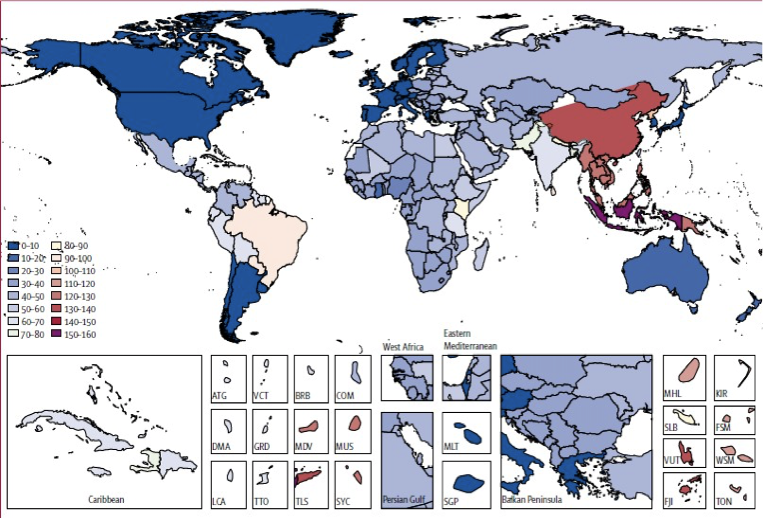 0–10
10–20
20–30
30–40
40–50
50–60
60–70
70–80
80–90
90–100
100–110
110–120
120–130
130–140
140–150
150–160
West Africa
Eastern
Mediterranean
ATG
VCT
BRB
COM
DMA
GRD
MDV
MUS
LCA
TTO
TLS
SYC
Caribbean
Persian Gulf
MLT
SGP
Balkan Peninsula
MHL
KIR
SLB
FSM
VUT
WSM
FJI
TON